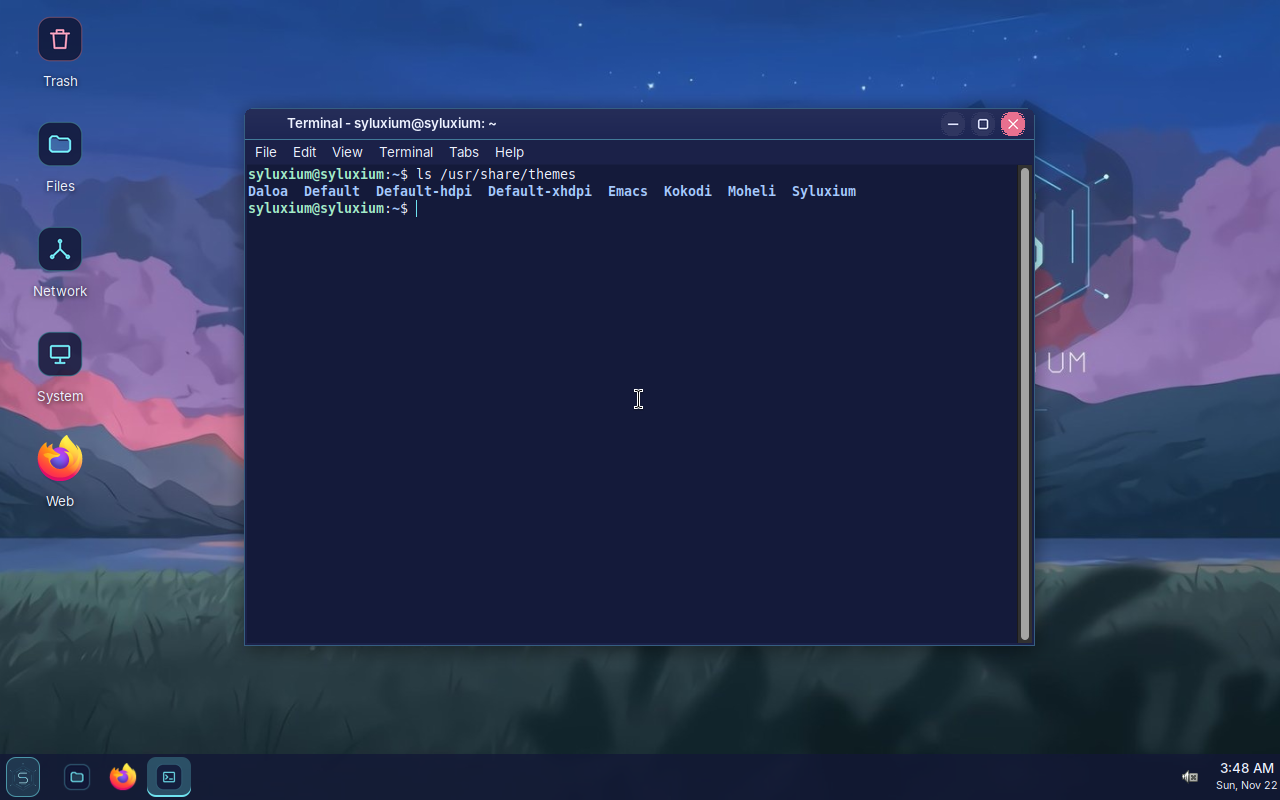 Trash
Files
Network
System
Web
Terminal - syluxium@syluxium: ~
File Edit View Terminal Tabs Help
syluxium@syluxium:~$ ls /usr/share/themes
Daloa Default Default-hdpi Default-xhdpi Emacs Kokodi Moheli Syluxium
syluxium@syluxium:~$
IUM
S
3:48 AM
Sun, Nov 22